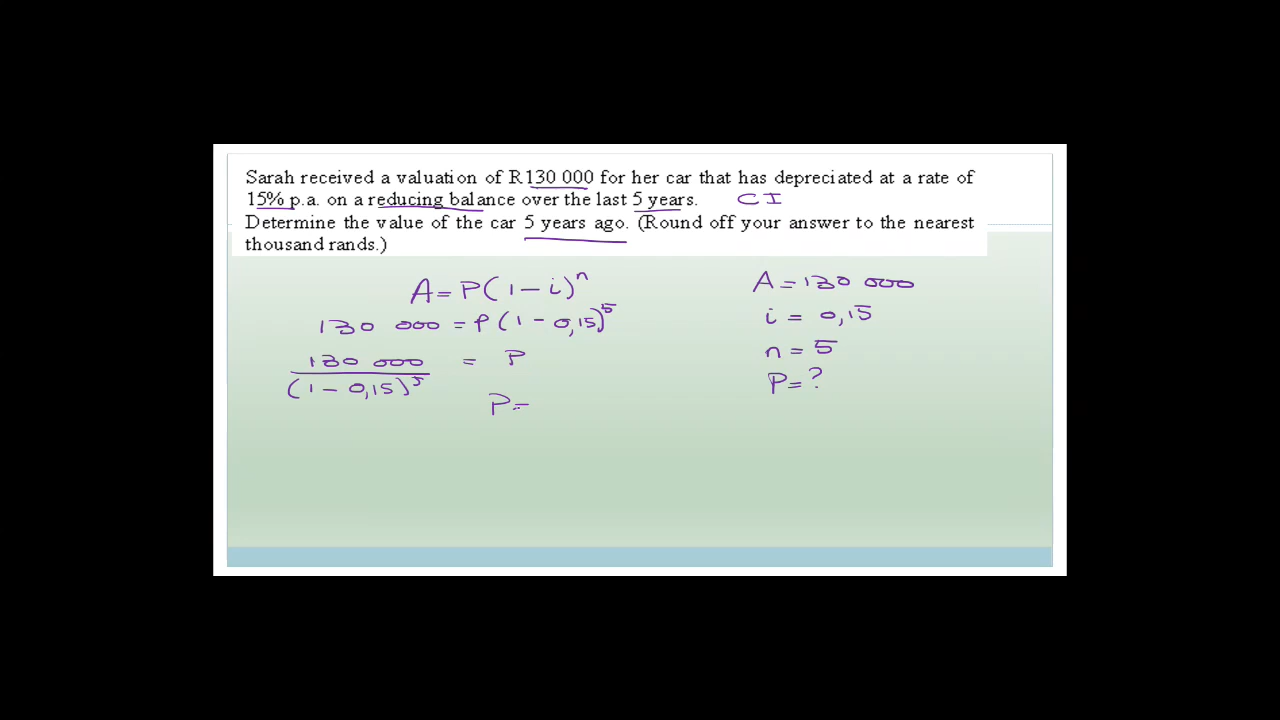 Sarah received a valuation of R130 000 for her car that has depreciated at a rate of
15% p.a. on a reducing balance over the last 5 years. CI
Determine the value of the car 5 years ago. (Round off your answer to the nearest
thousand rands.)
A = P(1 - i)^n
130 000 = P(1 - 0,15)^5
130 000 / (1 - 0,15)^5 = P
P =
A = 130 000
i = 0,15
n = 5
P = ?